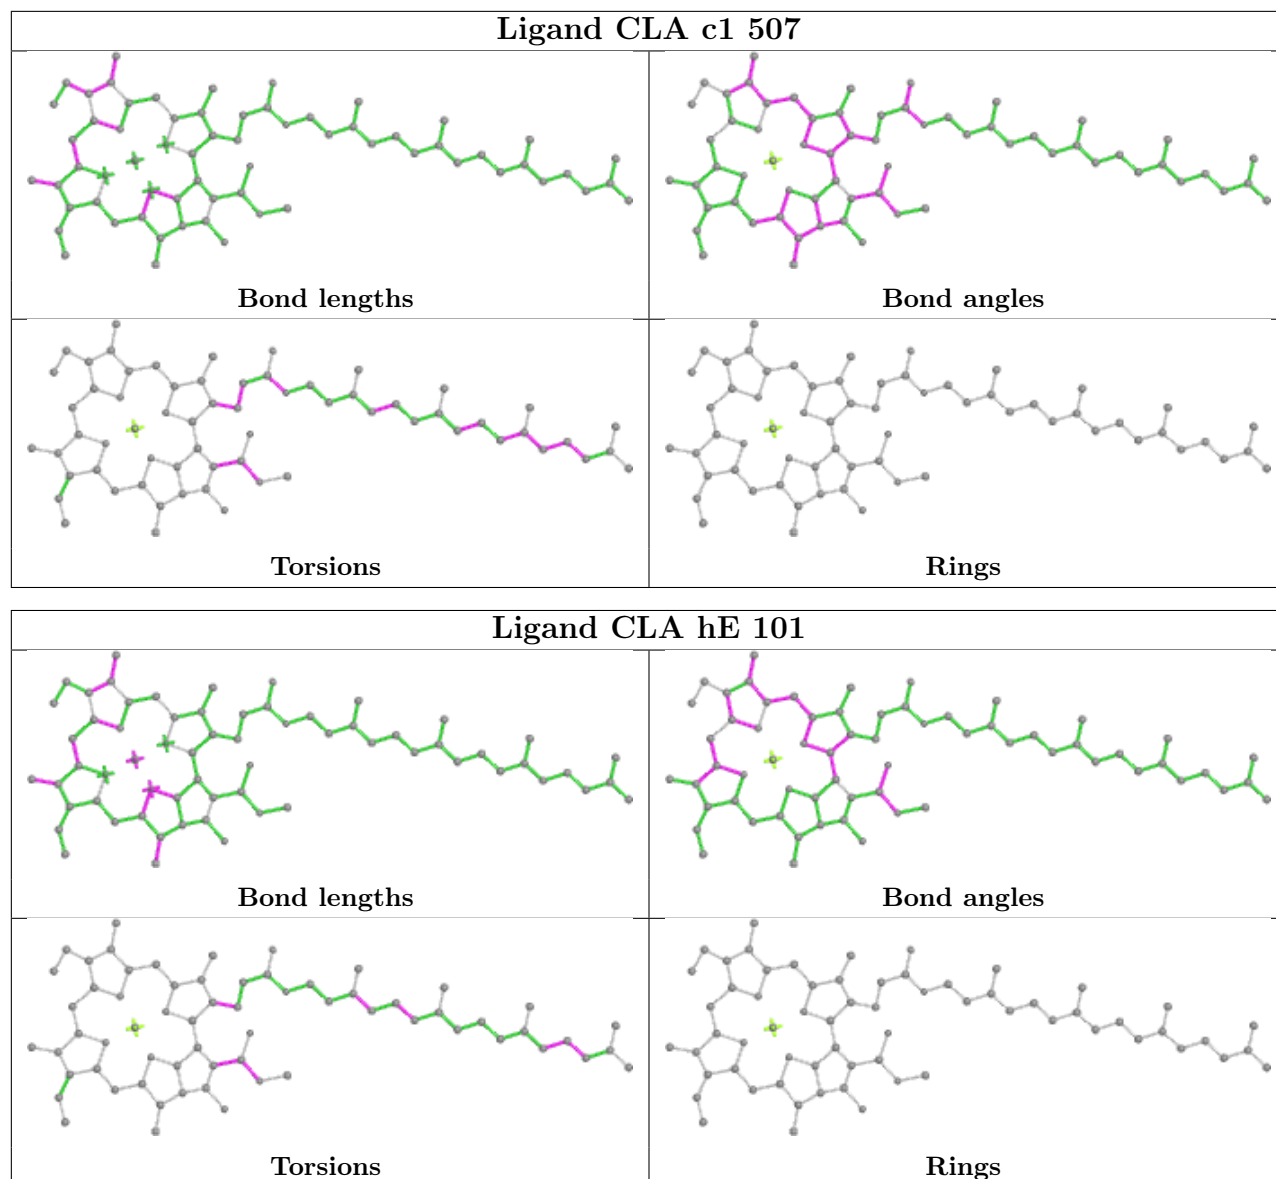 Ligand CLA c1 507
Bond lengths
Bond angles
Torsions
Rings
Ligand CLA hE 101
Bond lengths
Bond angles
Torsions
Rings